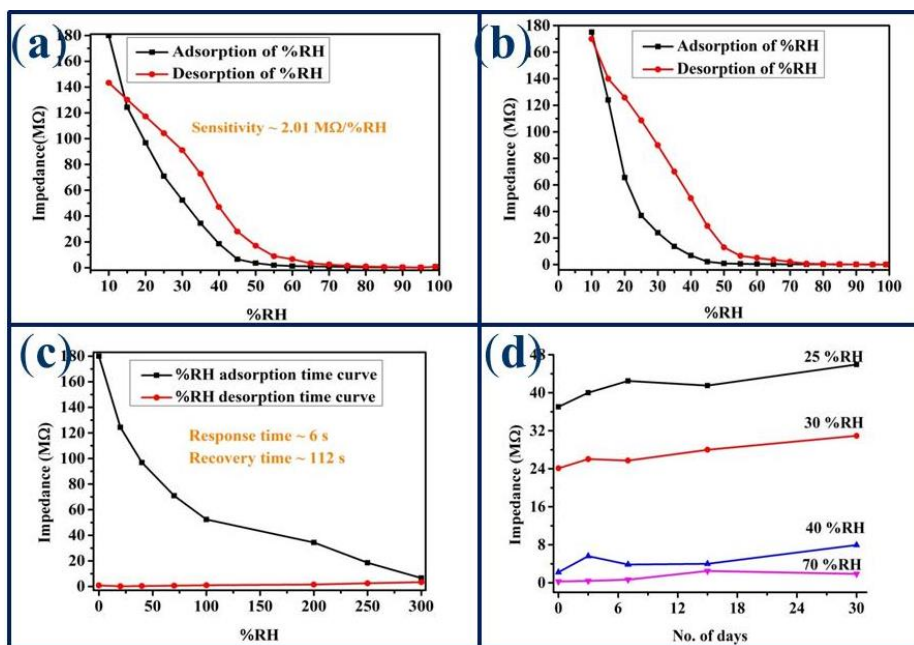 (a)
180
160
140
120
100
80
60
40
20
0
Impedance(MΩ)
Adsorption of %RH
Desorption of %RH
Sensitivity ~ 2.01 MΩ/%RH
0 10 20 30 40 50 60 70 80 90 100
%RH
(b)
180
160
140
120
100
80
60
40
20
0
Impedance (MΩ)
Adsorption of %RH
Desorption of %RH
0 10 20 30 40 50 60 70 80 90 100
%RH
(c)
180
160
140
120
100
80
60
40
20
0
Impedance (MΩ)
%RH adsorption time curve
%RH desorption time curve
Response time ~ 6 s
Recovery time ~ 112 s
0 50 100 150 200 250 300
%RH
(d)
48
40
32
24
16
8
0
Impedance (MΩ)
25 %RH
30 %RH
40 %RH
70 %RH
0 6 12 18 24 30
No. of days